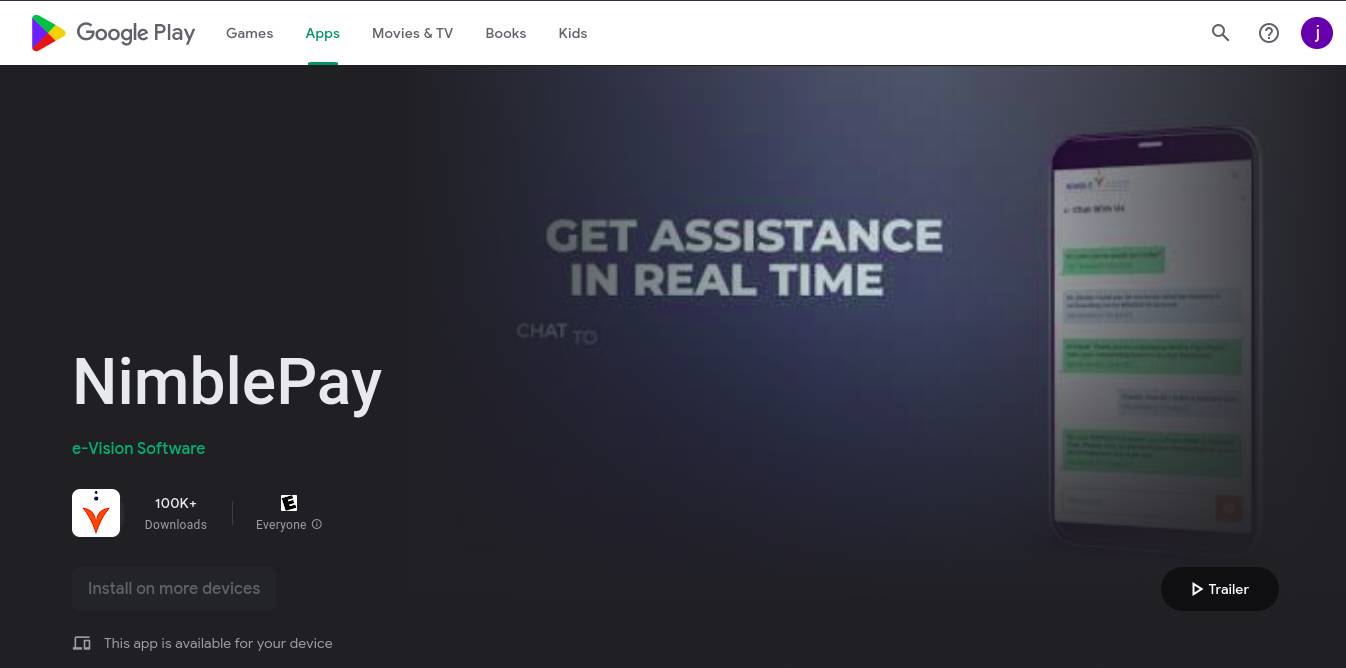 Google Play
Games
Apps
Movies & TV
Books
Kids
j
GET ASSISTANCE
IN REAL TIME
CHAT TO
Chat With Us
NimblePay
e-Vision Software
100K+
Downloads
E
Everyone
Install on more devices
Trailer
This app is available for your device